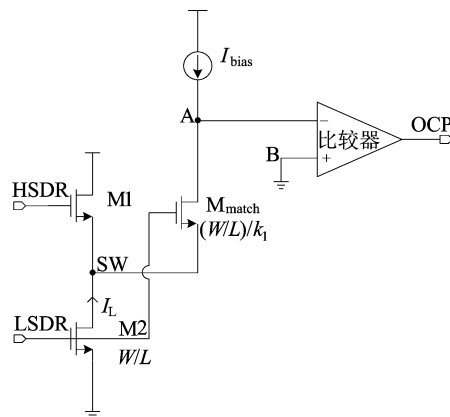 I_bias
A
OCP
−
比较器
B
+
HSDR
M1
M_match
(W/L)/k_1
SW
I_L
LSDR
M2
W/L